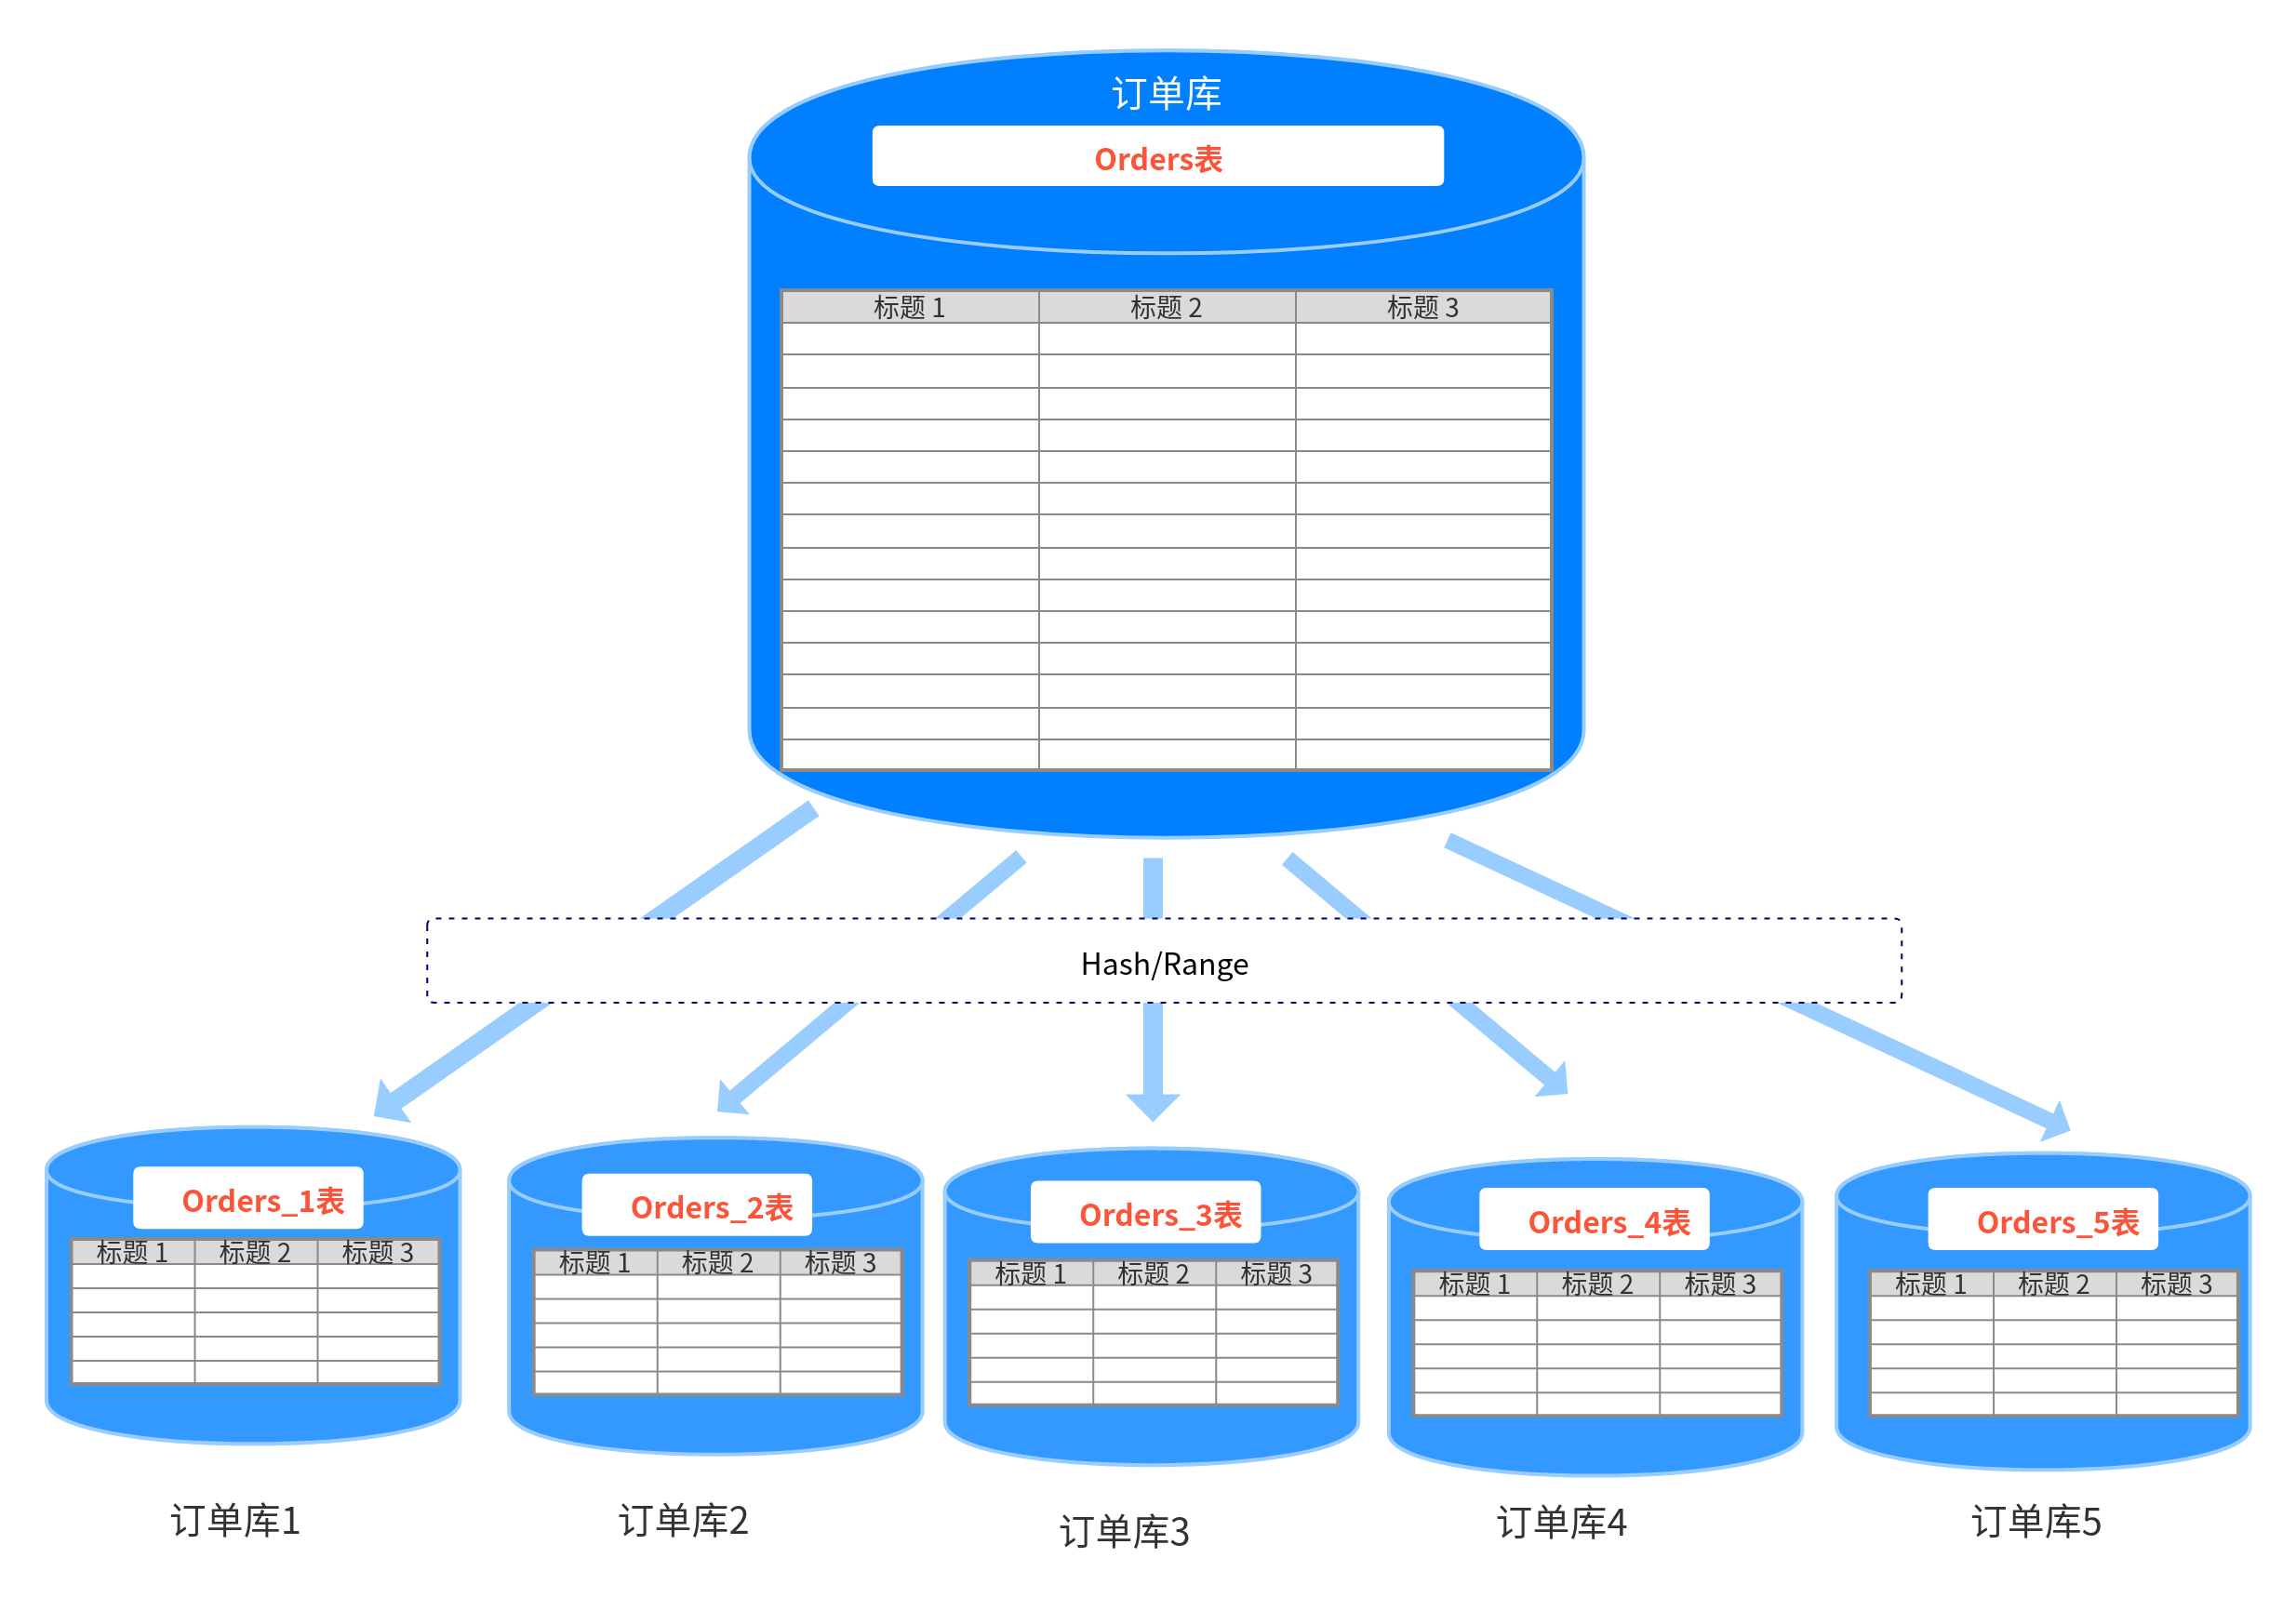 订单库
Orders表
标题 1 标题 2 标题 3
Hash/Range
Orders_1表
标题 1 标题 2 标题 3
订单库1
Orders_2表
标题 1 标题 2 标题 3
订单库2
Orders_3表
标题 1 标题 2 标题 3
订单库3
Orders_4表
标题 1 标题 2 标题 3
订单库4
Orders_5表
标题 1 标题 2 标题 3
订单库5